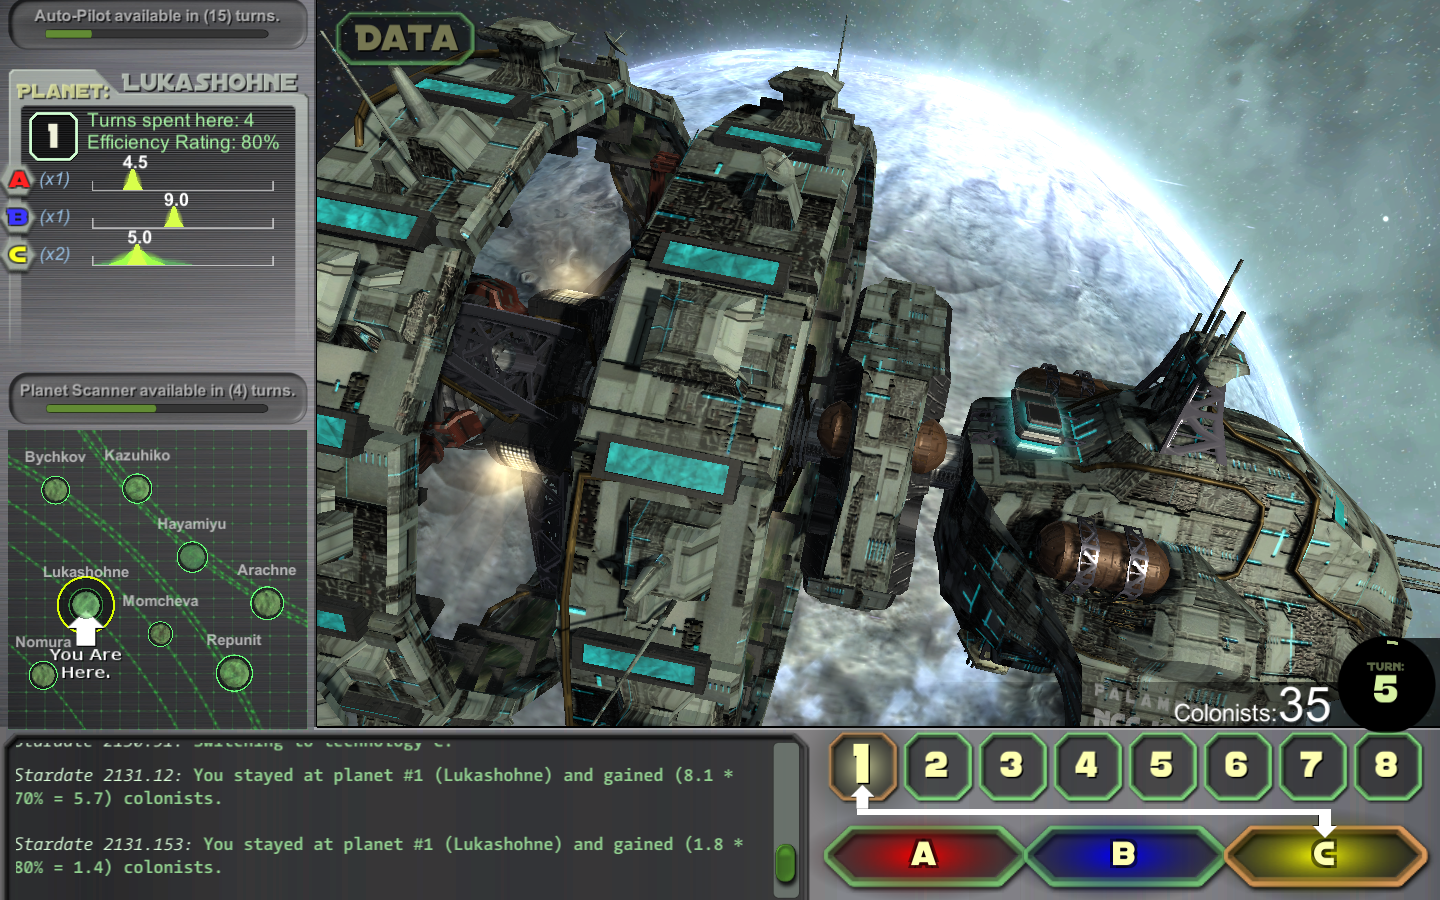 Auto-Pilot available in (15) turns.
DATA
PLANET: LUKASHOHNE
1
Turns spent here: 4
Efficiency Rating: 80%
A (x1) 4.5
B (x1) 9.0
C (x2) 5.0
Planet Scanner available in (4) turns.
Bychkov Kazuhiko
Hayamiyu
Lukashohne Arachne
Momcheva
Nomura Repunit
You Are
Here.
TURN:
5
Colonists: 35
Switching to technology C.
Stardate 2131.12: You stayed at planet #1 (Lukashohne) and gained (8.1 *
70% = 5.7) colonists.
Stardate 2131.153: You stayed at planet #1 (Lukashohne) and gained (1.8 *
80% = 1.4) colonists.
1 2 3 4 5 6 7 8
A B C